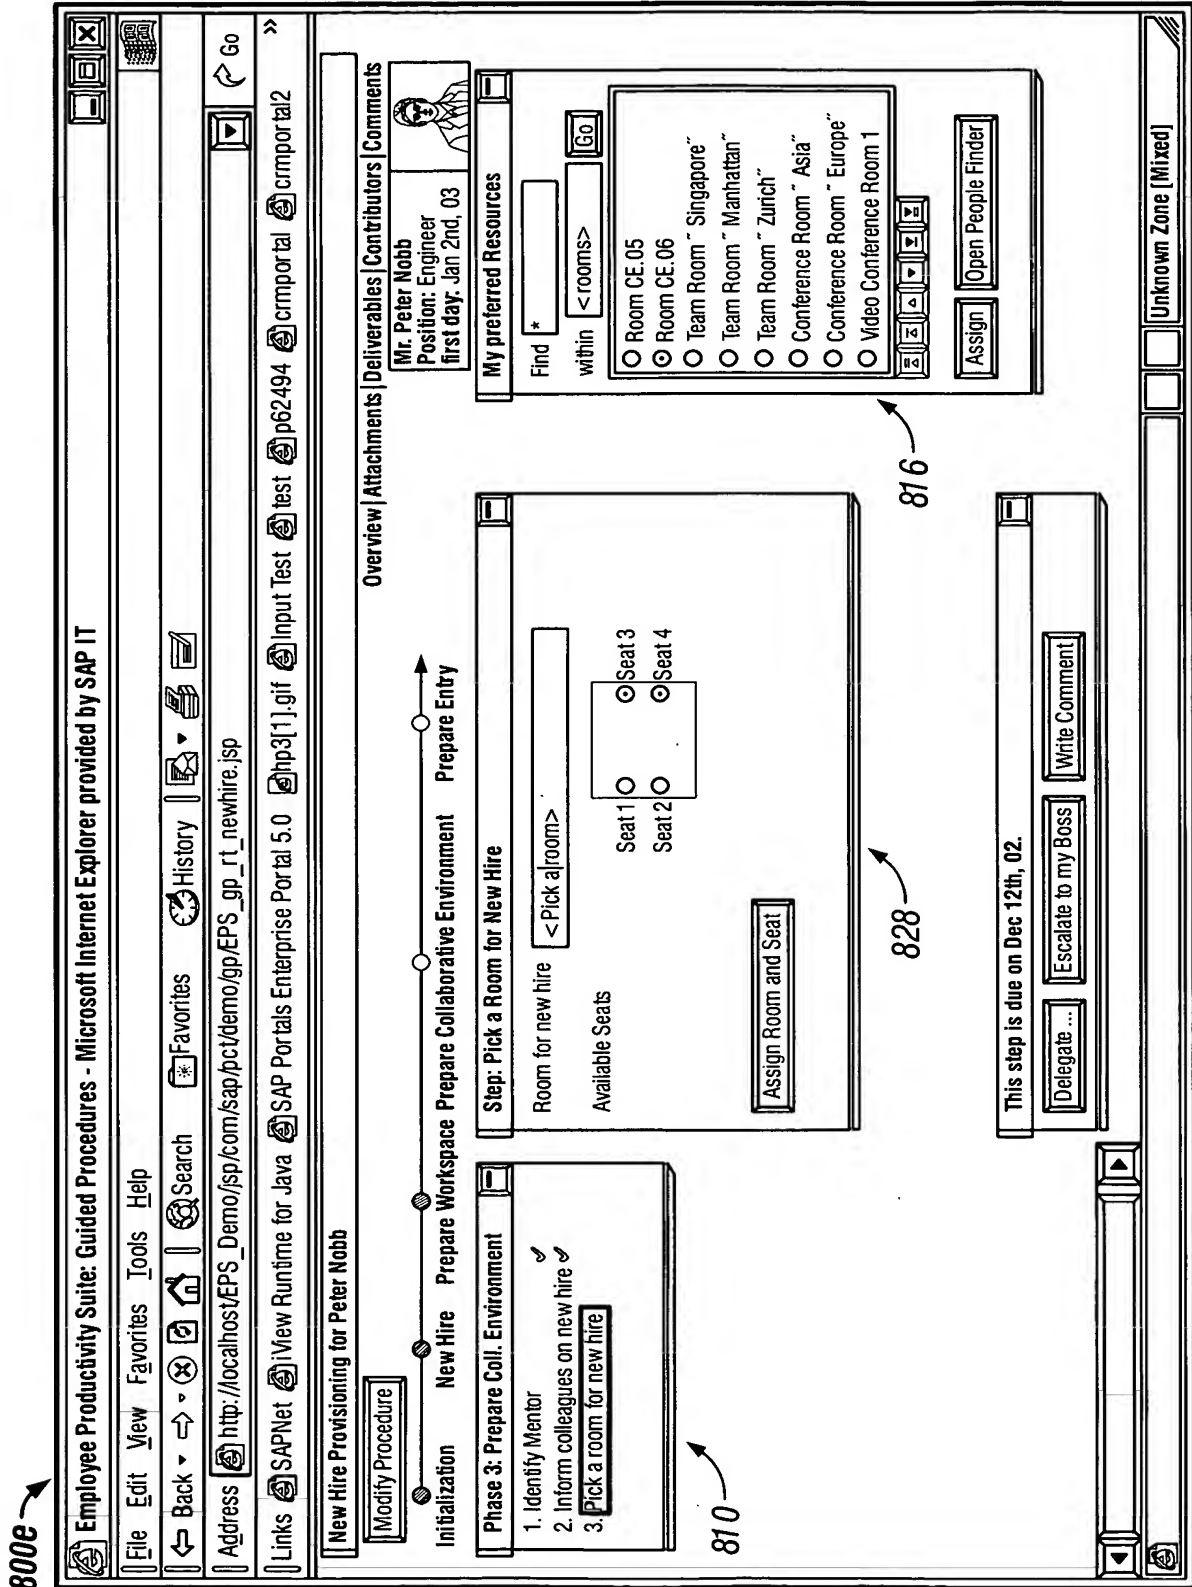 800e
Employee Productivity Suite: Guided Procedures - Microsoft Internet Explorer provided by SAP IT
File Edit View Favorites Tools Help
Back Search Favorites History
Address http://localhost/EPS_Demo/jsp/com/sap/pct/demo/gp/EPS_gp_rt_newhire.jsp Go
Links SAPNet iView Runtime for Java SAP Portals Enterprise Portal 5.0 hp3[1].gif Input Test test p62494 crmportal crmportal2 »
New Hire Provisioning for Peter Nobb
Overview|Attachments|Deliverables|Contributors|Comments
Modify Procedure
Mr. Peter Nobb
Position: Engineer
first day: Jan 2nd, 03
Initialization New Hire Prepare Workspace Prepare Collaborative Environment Prepare Entry
Phase 3: Prepare Coll. Environment
1. Identify Mentor
2. Inform colleagues on new hire
3. Pick a room for new hire
810
Step: Pick a Room for New Hire
Room for new hire <Pick a room>
Available Seats
Seat 1 Seat 3
Seat 2 Seat 4
Assign Room and Seat
828
My preferred Resources
Find *
within <rooms> Go
Room CE.05
Room CE.06
Team Room ˝ Singapore˝
Team Room ˝ Manhattan˝
Team Room ˝ Zurich˝
Conference Room ˝ Asia˝
Conference Room ˝ Europe˝
Video Conference Room 1
Assign Open People Finder
816
This step is due on Dec 12th, 02.
Delegate ... Escalate to my Boss Write Comment
Unknown Zone [Mixed]